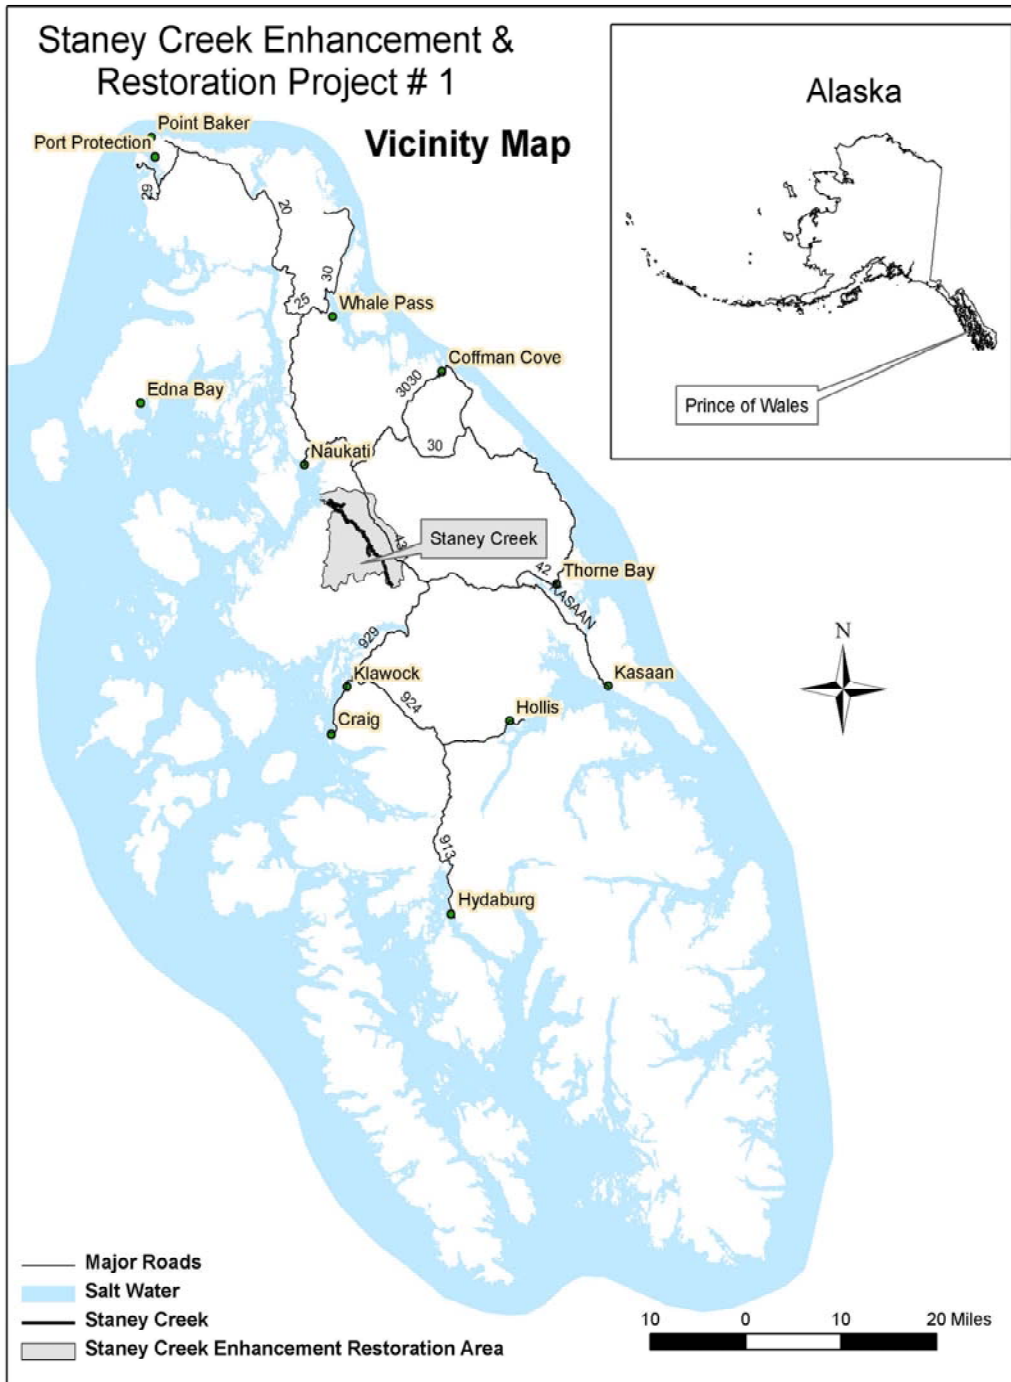 Staney Creek Enhancement &
Restoration Project # 1
Vicinity Map
Alaska
Prince of Wales
Point Baker
Port Protection
29
20
30
25
Whale Pass
Coffman Cove
3030
30
Edna Bay
Naukati
43
Staney Creek
42
Thorne Bay
KASAAN
929
Klawock
Kasaan
924
Hollis
Craig
N
913
Hydaburg
Major Roads
Salt Water
Staney Creek
Staney Creek Enhancement Restoration Area
10 0 10 20 Miles